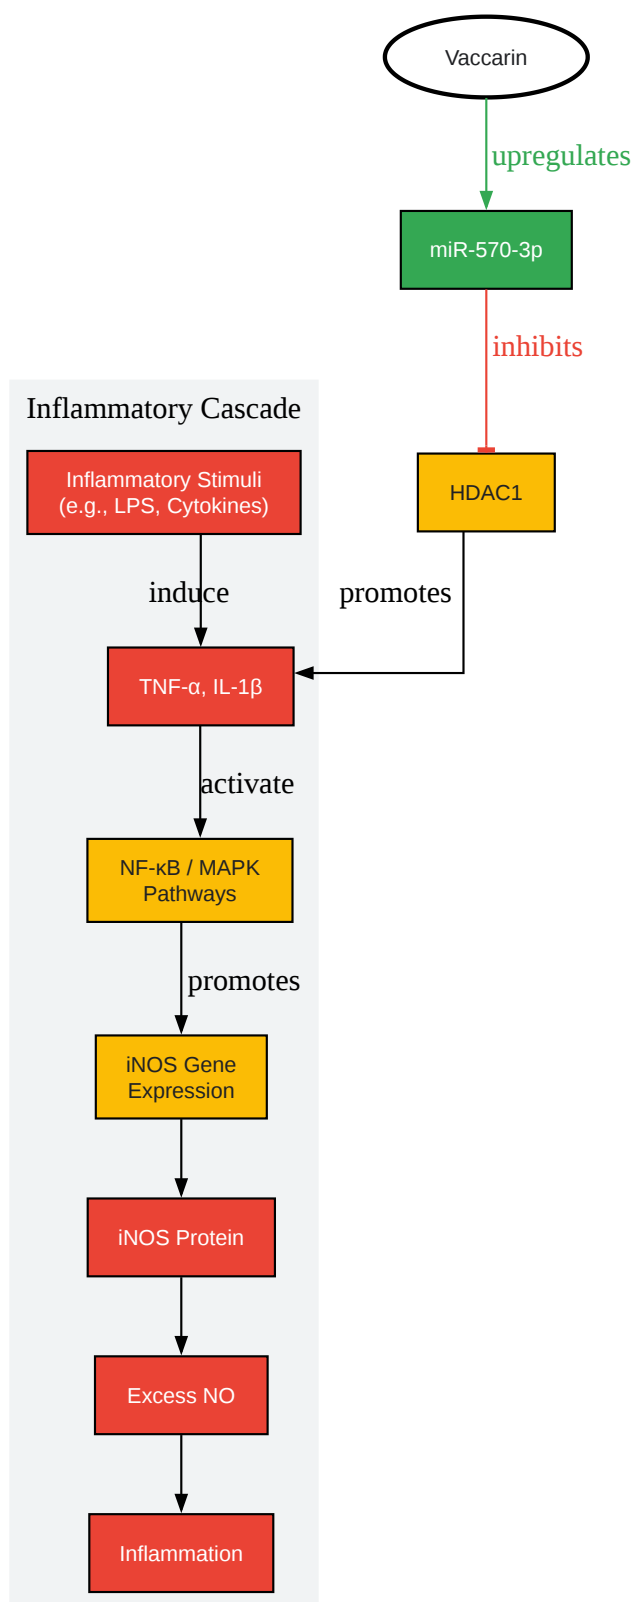 Vaccarin
upregulates
miR-570-3p
inhibits
Inflammatory Cascade
Inflammatory Stimuli
(e.g., LPS, Cytokines)
HDAC1
induce
promotes
TNF-α, IL-1β
activate
NF-κB / MAPK
Pathways
promotes
iNOS Gene
Expression
iNOS Protein
Excess NO
Inflammation